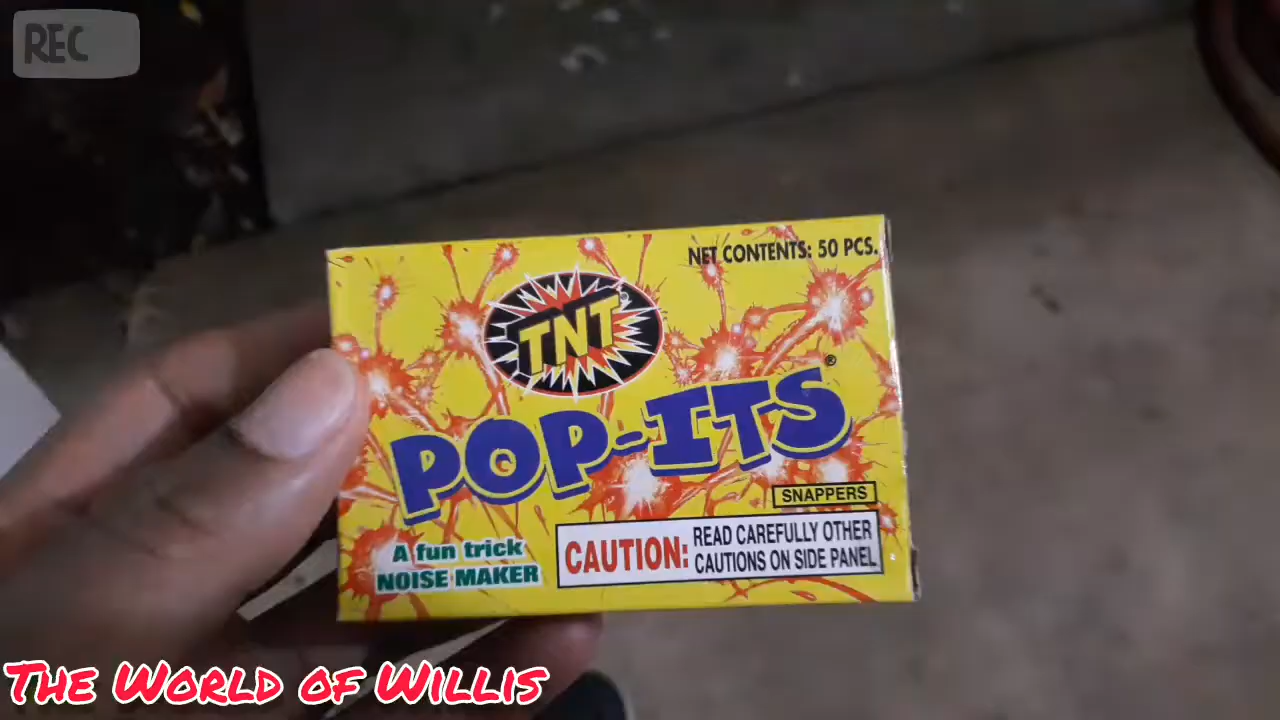 REC
NET CONTENTS: 50 PCS.
TNT
POP-ITS®
SNAPPERS
A fun trick
NOISE MAKER
CAUTION: READ CAREFULLY OTHER
CAUTIONS ON SIDE PANEL
The World of Willis